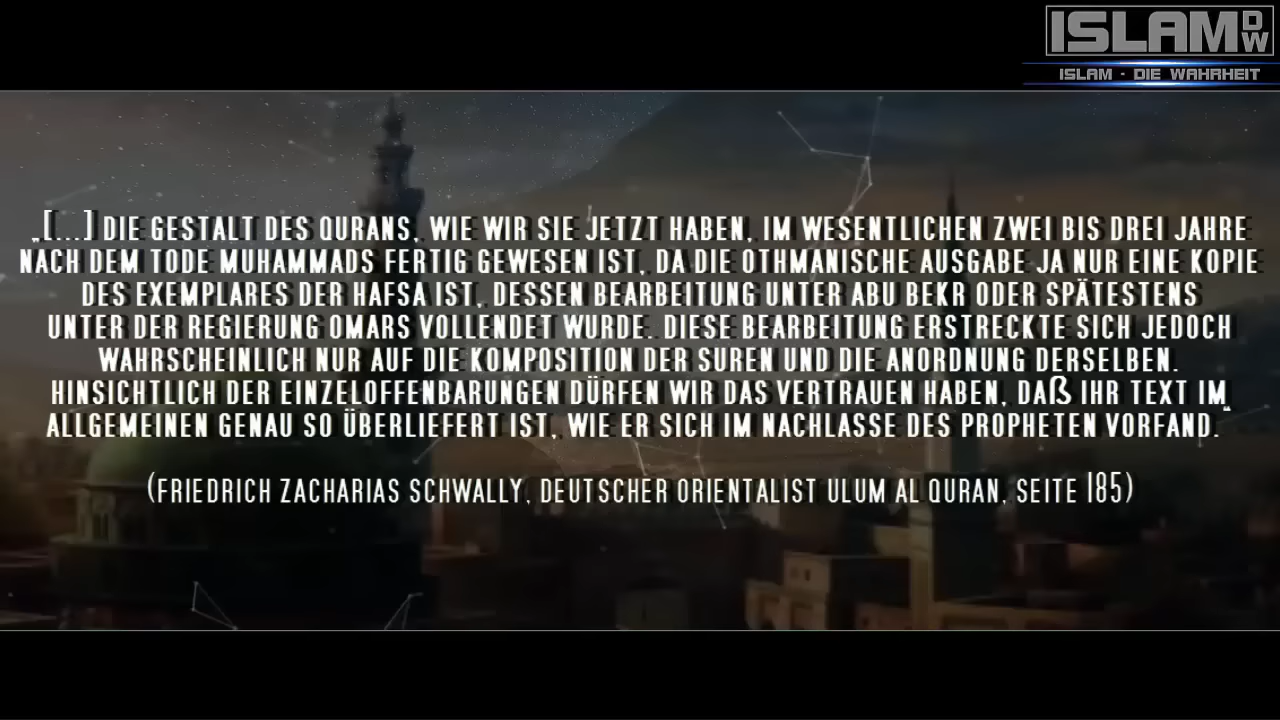 ISLAM DW
ISLAM · DIE WAHRHEIT
„[...] DIE GESTALT DES QURANS, WIE WIR SIE JETZT HABEN, IM WESENTLICHEN ZWEI BIS DREI JAHRE
NACH DEM TODE MUHAMMADS FERTIG GEWESEN IST, DA DIE OTHMANISCHE AUSGABE JA NUR EINE KOPIE
DES EXEMPLARES DER HAFSA IST, DESSEN BEARBEITUNG UNTER ABU BEKR ODER SPÄTESTENS
UNTER DER REGIERUNG OMARS VOLLENDET WURDE. DIESE BEARBEITUNG ERSTRECKTE SICH JEDOCH
WAHRSCHEINLICH NUR AUF DIE KOMPOSITION DER SUREN UND DIE ANORDNUNG DERSELBEN.
HINSICHTLICH DER EINZELOFFENBARUNGEN DÜRFEN WIR DAS VERTRAUEN HABEN, DAß IHR TEXT IM
ALLGEMEINEN GENAU SO ÜBERLIEFERT IST, WIE ER SICH IM NACHLASSE DES PROPHETEN VORFAND.“
(FRIEDRICH ZACHARIAS SCHWALLY, DEUTSCHER ORIENTALIST ULUM AL QURAN, SEITE 185)